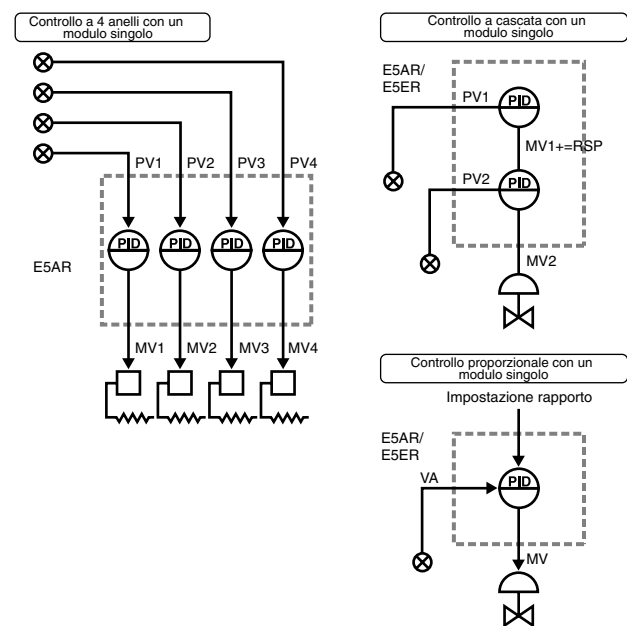 Controllo a 4 anelli con un
modulo singolo
PV1 PV2 PV3 PV4
PID PID PID PID
E5AR
MV1 MV2 MV3 MV4
Controllo a cascata con un
modulo singolo
E5AR/
E5ER
PV1
PID
MV1+=RSP
PV2
PID
MV2
Controllo proporzionale con un
modulo singolo
Impostazione rapporto
E5AR/
E5ER
VA
PID
MV